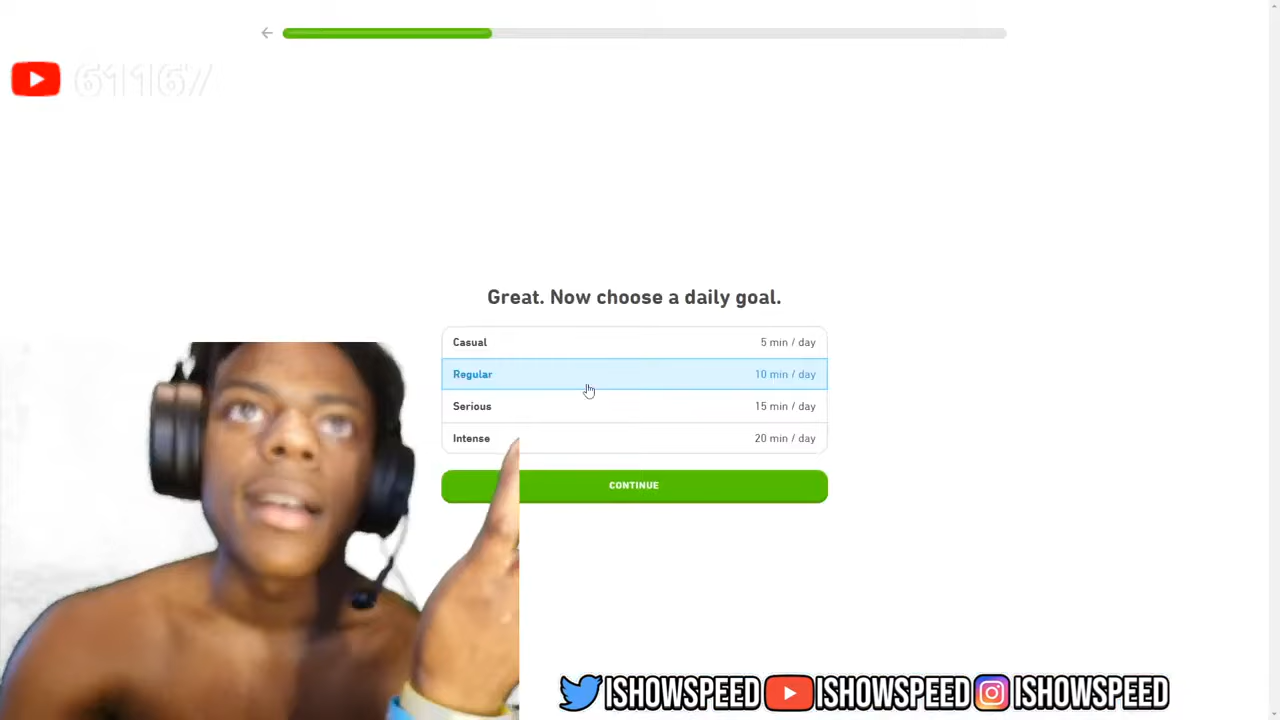 61167
Great. Now choose a daily goal.
Casual 5 min / day
Regular 10 min / day
Serious 15 min / day
Intense 20 min / day
CONTINUE
ISHOWSPEED ISHOWSPEED ISHOWSPEED